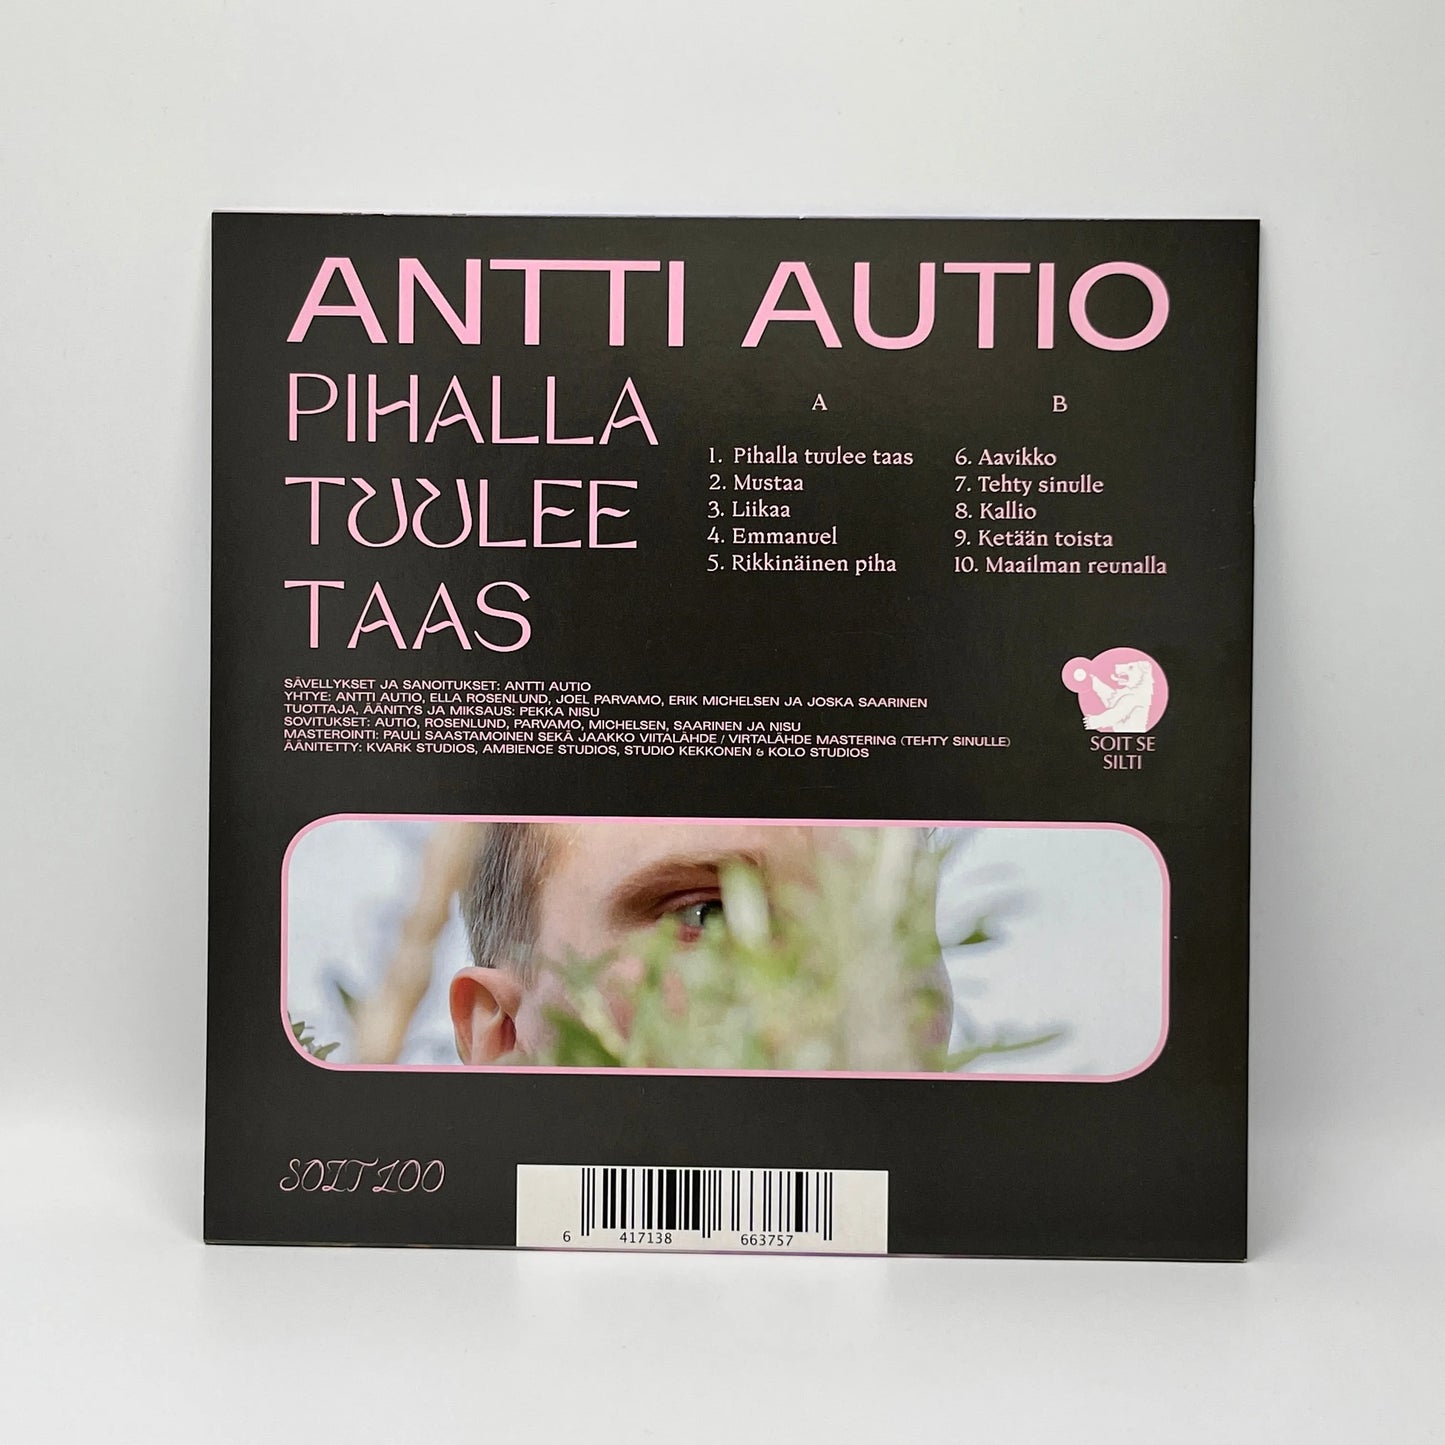 ANTTI AUTIO
PIHALLA
TUULEE
TAAS
A
1. Pihalla tuulee taas
2. Mustaa
3. Liikaa
4. Emmanuel
5. Rikkinäinen piha
B
6. Aavikko
7. Tehty sinulle
8. Kallio
9. Ketään toista
10. Maailman reunalla
SÄVELLYKSET JA SANOITUKSET: ANTTI AUTIO
YHTYE: ANTTI AUTIO, ELLA ROSENLUND, JOEL PARVAMO, ERIK MICHELSEN JA JOSKA SAARINEN
TUOTTAJA, ÄÄNITYS JA MIKSAUS: PEKKA NISU
SOVITUKSET: AUTIO, ROSENLUND, PARVAMO, MICHELSEN, SAARINEN JA NISU
MASTEROINTI: PAULI SAASTAMOINEN SEKÄ JAAKKO VIITALÄHDE / VIRTALÄHDE MASTERING (TEHTY SINULLE)
ÄÄNITETTY: KVARK STUDIOS, AMBIENCE STUDIOS, STUDIO KEKKONEN & KOLO STUDIOS
SOIT SE
SILTI
SOIT 100
6 417138 663757